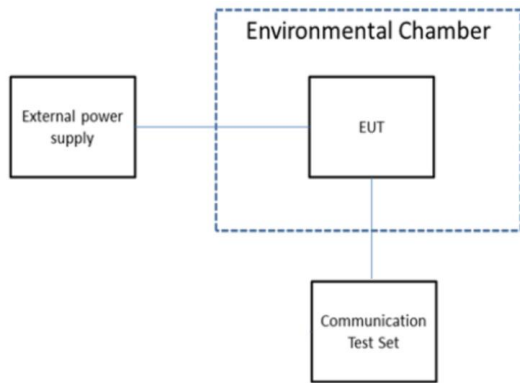 Environmental Chamber
External power
supply
EUT
Communication
Test Set